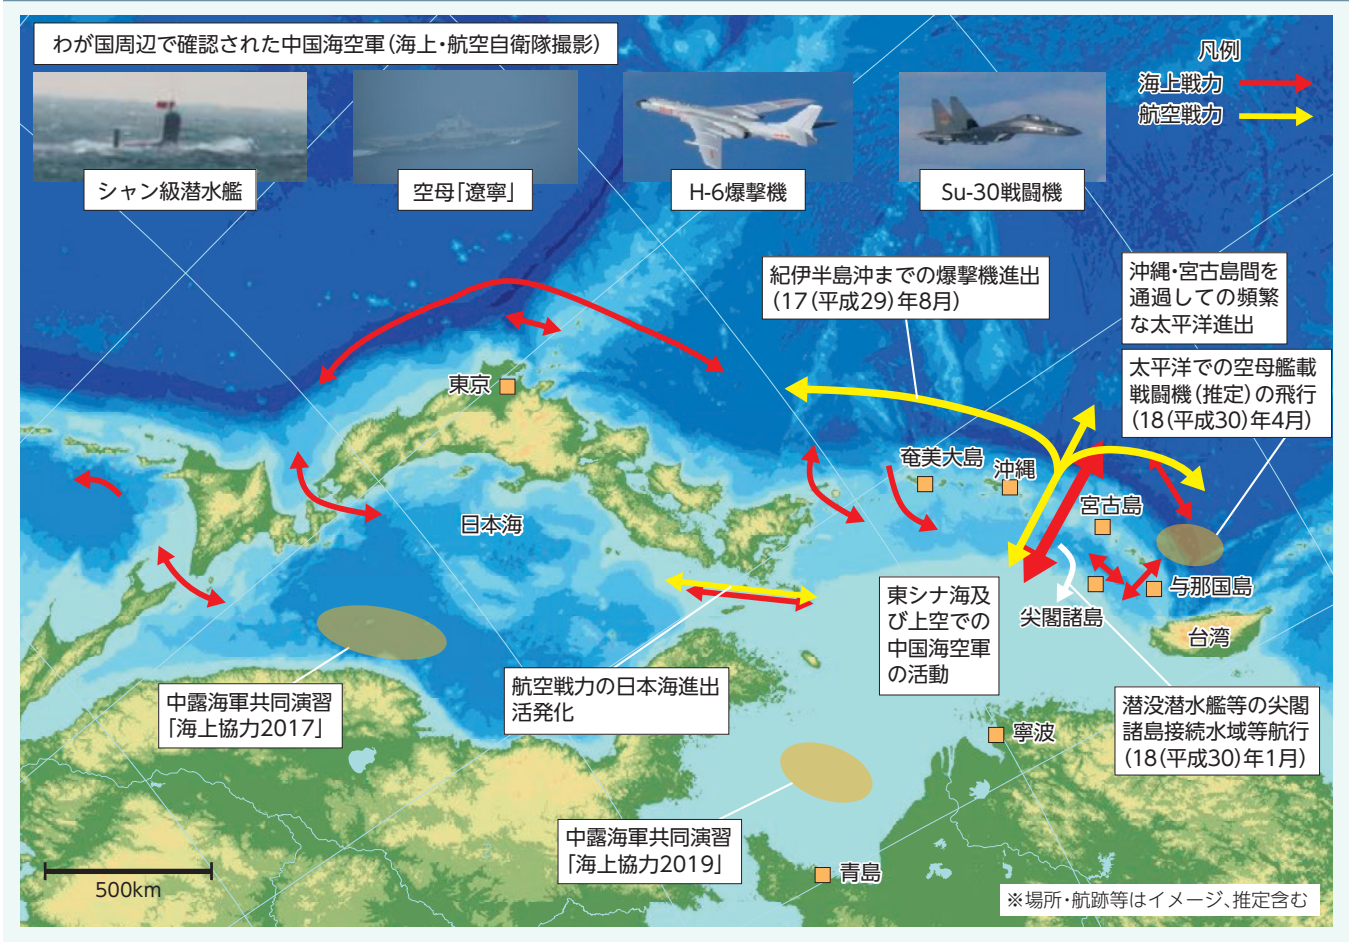 わが国周辺で確認された中国海空軍(海上・航空自衛隊撮影)
凡例
海上戦力
航空戦力
シャン級潜水艦
空母「遼寧」
H-6爆撃機
Su-30戦闘機
紀伊半島沖までの爆撃機進出
(17(平成29)年8月)
沖縄・宮古島間を
通過しての頻繁
な太平洋進出
太平洋での空母艦載
戦闘機(推定)の飛行
(18(平成30)年4月)
東京
奄美大島
沖縄
宮古島
日本海
与那国島
尖閣諸島
台湾
東シナ海及
び上空での
中国海空軍
の活動
中露海軍共同演習
「海上協力2017」
航空戦力の日本海進出
活発化
潜没潜水艦等の尖閣
諸島接続水域等航行
(18(平成30)年1月)
寧波
中露海軍共同演習
「海上協力2019」
青島
500km
※場所・航跡等はイメージ、推定含む